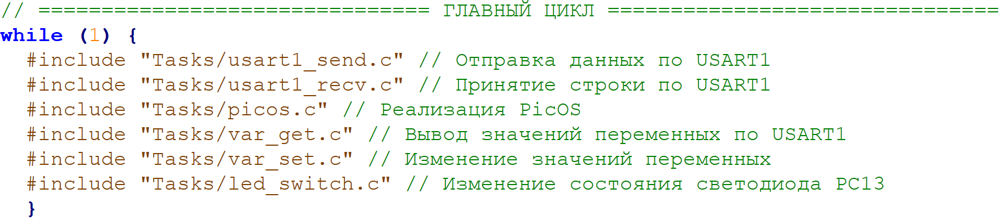 // =============================== ГЛАВНЫЙ ЦИКЛ ===============================
while (1) {
#include "Tasks/usart1_send.c" // Отправка данных по USART1
#include "Tasks/usart1_recv.c" // Принятие строки по USART1
#include "Tasks/picos.c" // Реализация PicOS
#include "Tasks/var_get.c" // Вывод значений переменных по USART1
#include "Tasks/var_set.c" // Изменение значений переменных
#include "Tasks/led_switch.c" // Изменение состояния светодиода PC13
}